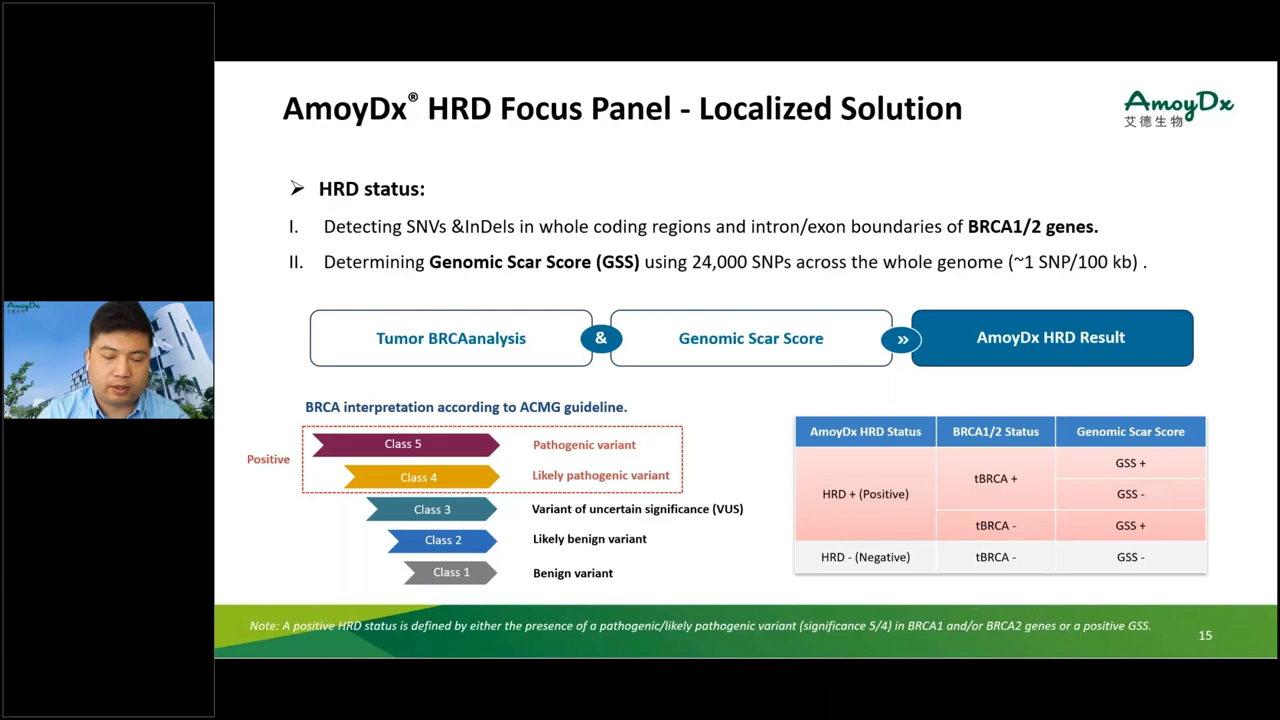 AmoyDx® HRD Focus Panel - Localized Solution
AmoyDx
艾德生物
➢ HRD status:
I. Detecting SNVs &InDels in whole coding regions and intron/exon boundaries of BRCA1/2 genes.
II. Determining Genomic Scar Score (GSS) using 24,000 SNPs across the whole genome (~1 SNP/100 kb) .
Tumor BRCAanalysis
&
Genomic Scar Score
»
AmoyDx HRD Result
BRCA interpretation according to ACMG guideline.
Positive
Class 5 Pathogenic variant
Class 4 Likely pathogenic variant
Class 3 Variant of uncertain significance (VUS)
Class 2 Likely benign variant
Class 1 Benign variant
AmoyDx HRD Status BRCA1/2 Status Genomic Scar Score
HRD + (Positive) tBRCA + GSS +
GSS -
tBRCA - GSS +
HRD - (Negative) tBRCA - GSS -
Note: A positive HRD status is defined by either the presence of a pathogenic/likely pathogenic variant (significance 5/4) in BRCA1 and/or BRCA2 genes or a positive GSS.
15
AmoyDx